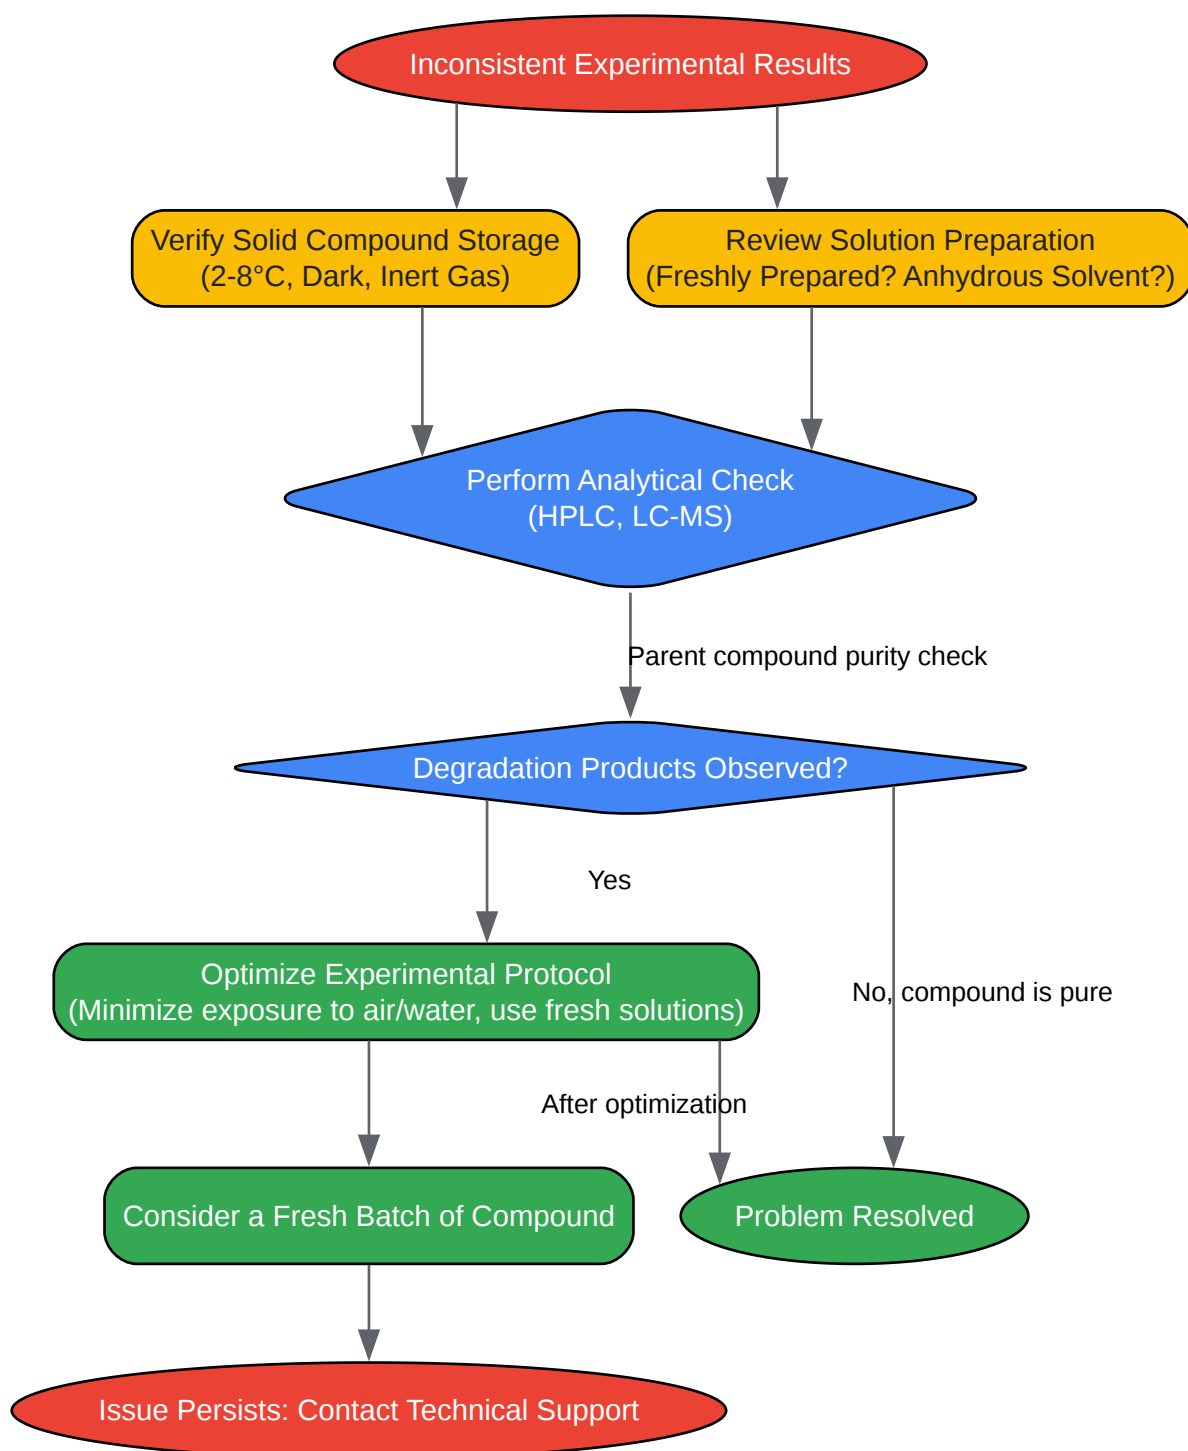 Inconsistent Experimental Results
Verify Solid Compound Storage
(2-8°C, Dark, Inert Gas)
Review Solution Preparation
(Freshly Prepared? Anhydrous Solvent?)
Perform Analytical Check
(HPLC, LC-MS)
Parent compound purity check
Degradation Products Observed?
Yes
Optimize Experimental Protocol
(Minimize exposure to air/water, use fresh solutions)
No, compound is pure
After optimization
Consider a Fresh Batch of Compound
Problem Resolved
Issue Persists: Contact Technical Support